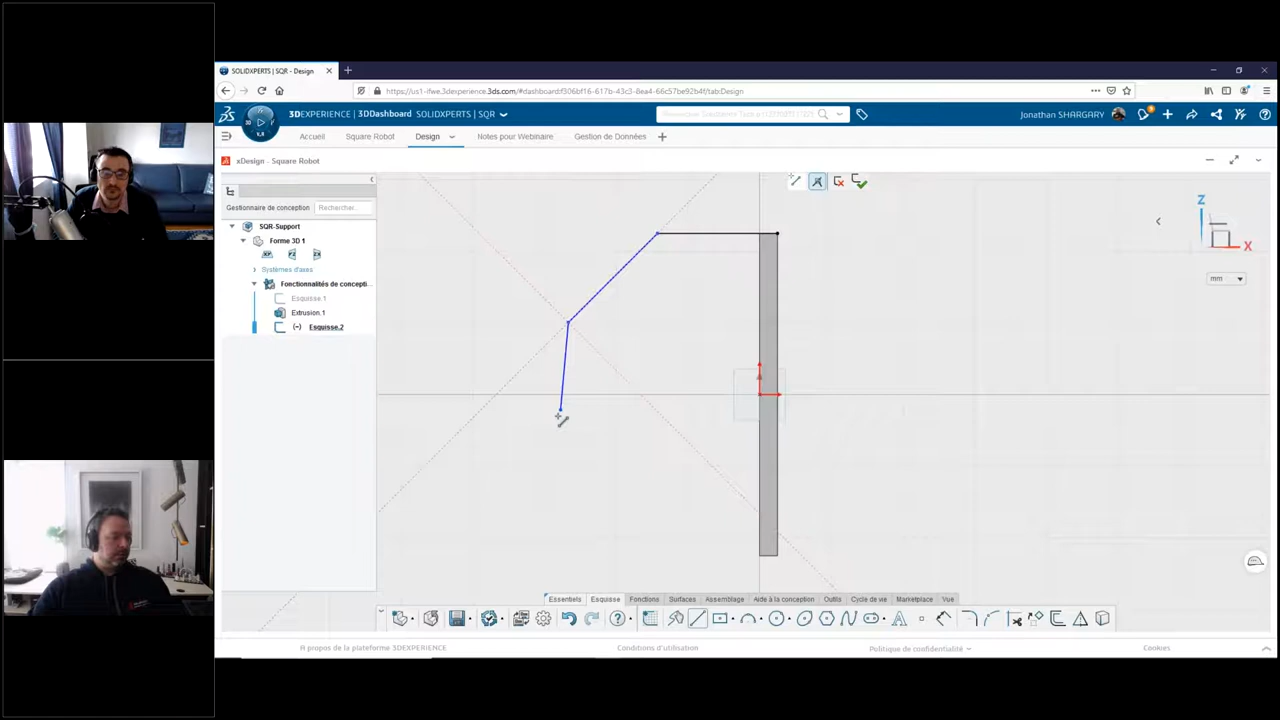 SOLIDXPERTS | SQR - Design
https://us1-ifwe.3dexperience.3ds.com/#dashboard:f306bf16-617b-43c3-8ea4-66c57be92b4f/tab:Design
3DEXPERIENCE | 3DDashboard SOLIDXPERTS | SQR
Jonathan SHARGARY
V.R
Accueil Square Robot Design Notes pour Webinaire Gestion de Données
xDesign - Square Robot
Gestionnaire de conception Rechercher...
SQR-Support
Forme 3D 1
Systèmes d'axes
Fonctionnalités de concepti...
Esquisse.1
Extrusion.1
(-) Esquisse.2
Z
X
mm
Essentiels Esquisse Fonctions Surfaces Assemblage Aide à la conception Outils Cycle de vie Marketplace Vue
A propos de la plateforme 3DEXPERIENCE Conditions d'utilisation Politique de confidentialité Cookies